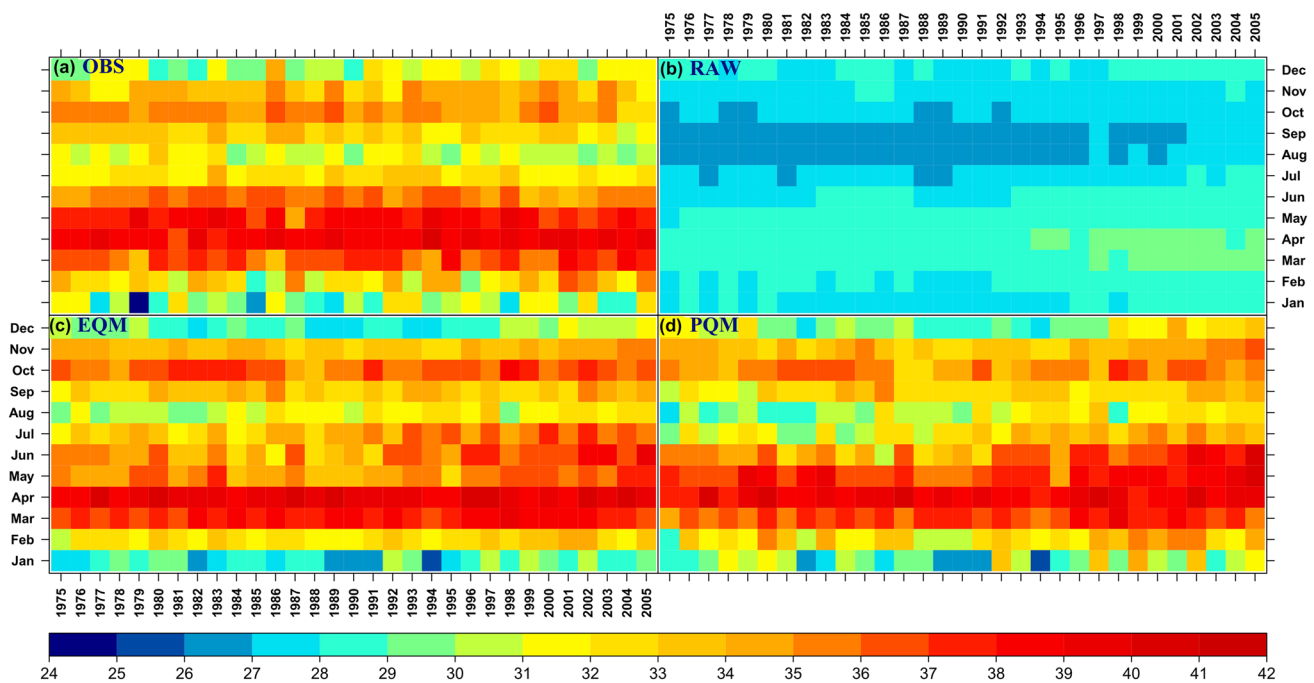 1975 1976 1977 1978 1979 1980 1981 1982 1983 1984 1985 1986 1987 1988 1989 1990 1991 1992 1993 1994 1995 1996 1997 1998 1999 2000 2001 2002 2003 2004 2005
(a) OBS
(b) RAW
Dec
Nov
Oct
Sep
Aug
Jul
Jun
May
Apr
Mar
Feb
Jan
(c) EQM
(d) PQM
Dec
Nov
Oct
Sep
Aug
Jul
Jun
May
Apr
Mar
Feb
Jan
1975 1976 1977 1978 1979 1980 1981 1982 1983 1984 1985 1986 1987 1988 1989 1990 1991 1992 1993 1994 1995 1996 1997 1998 1999 2000 2001 2002 2003 2004 2005
24 25 26 27 28 29 30 31 32 33 34 35 36 37 38 39 40 41 42